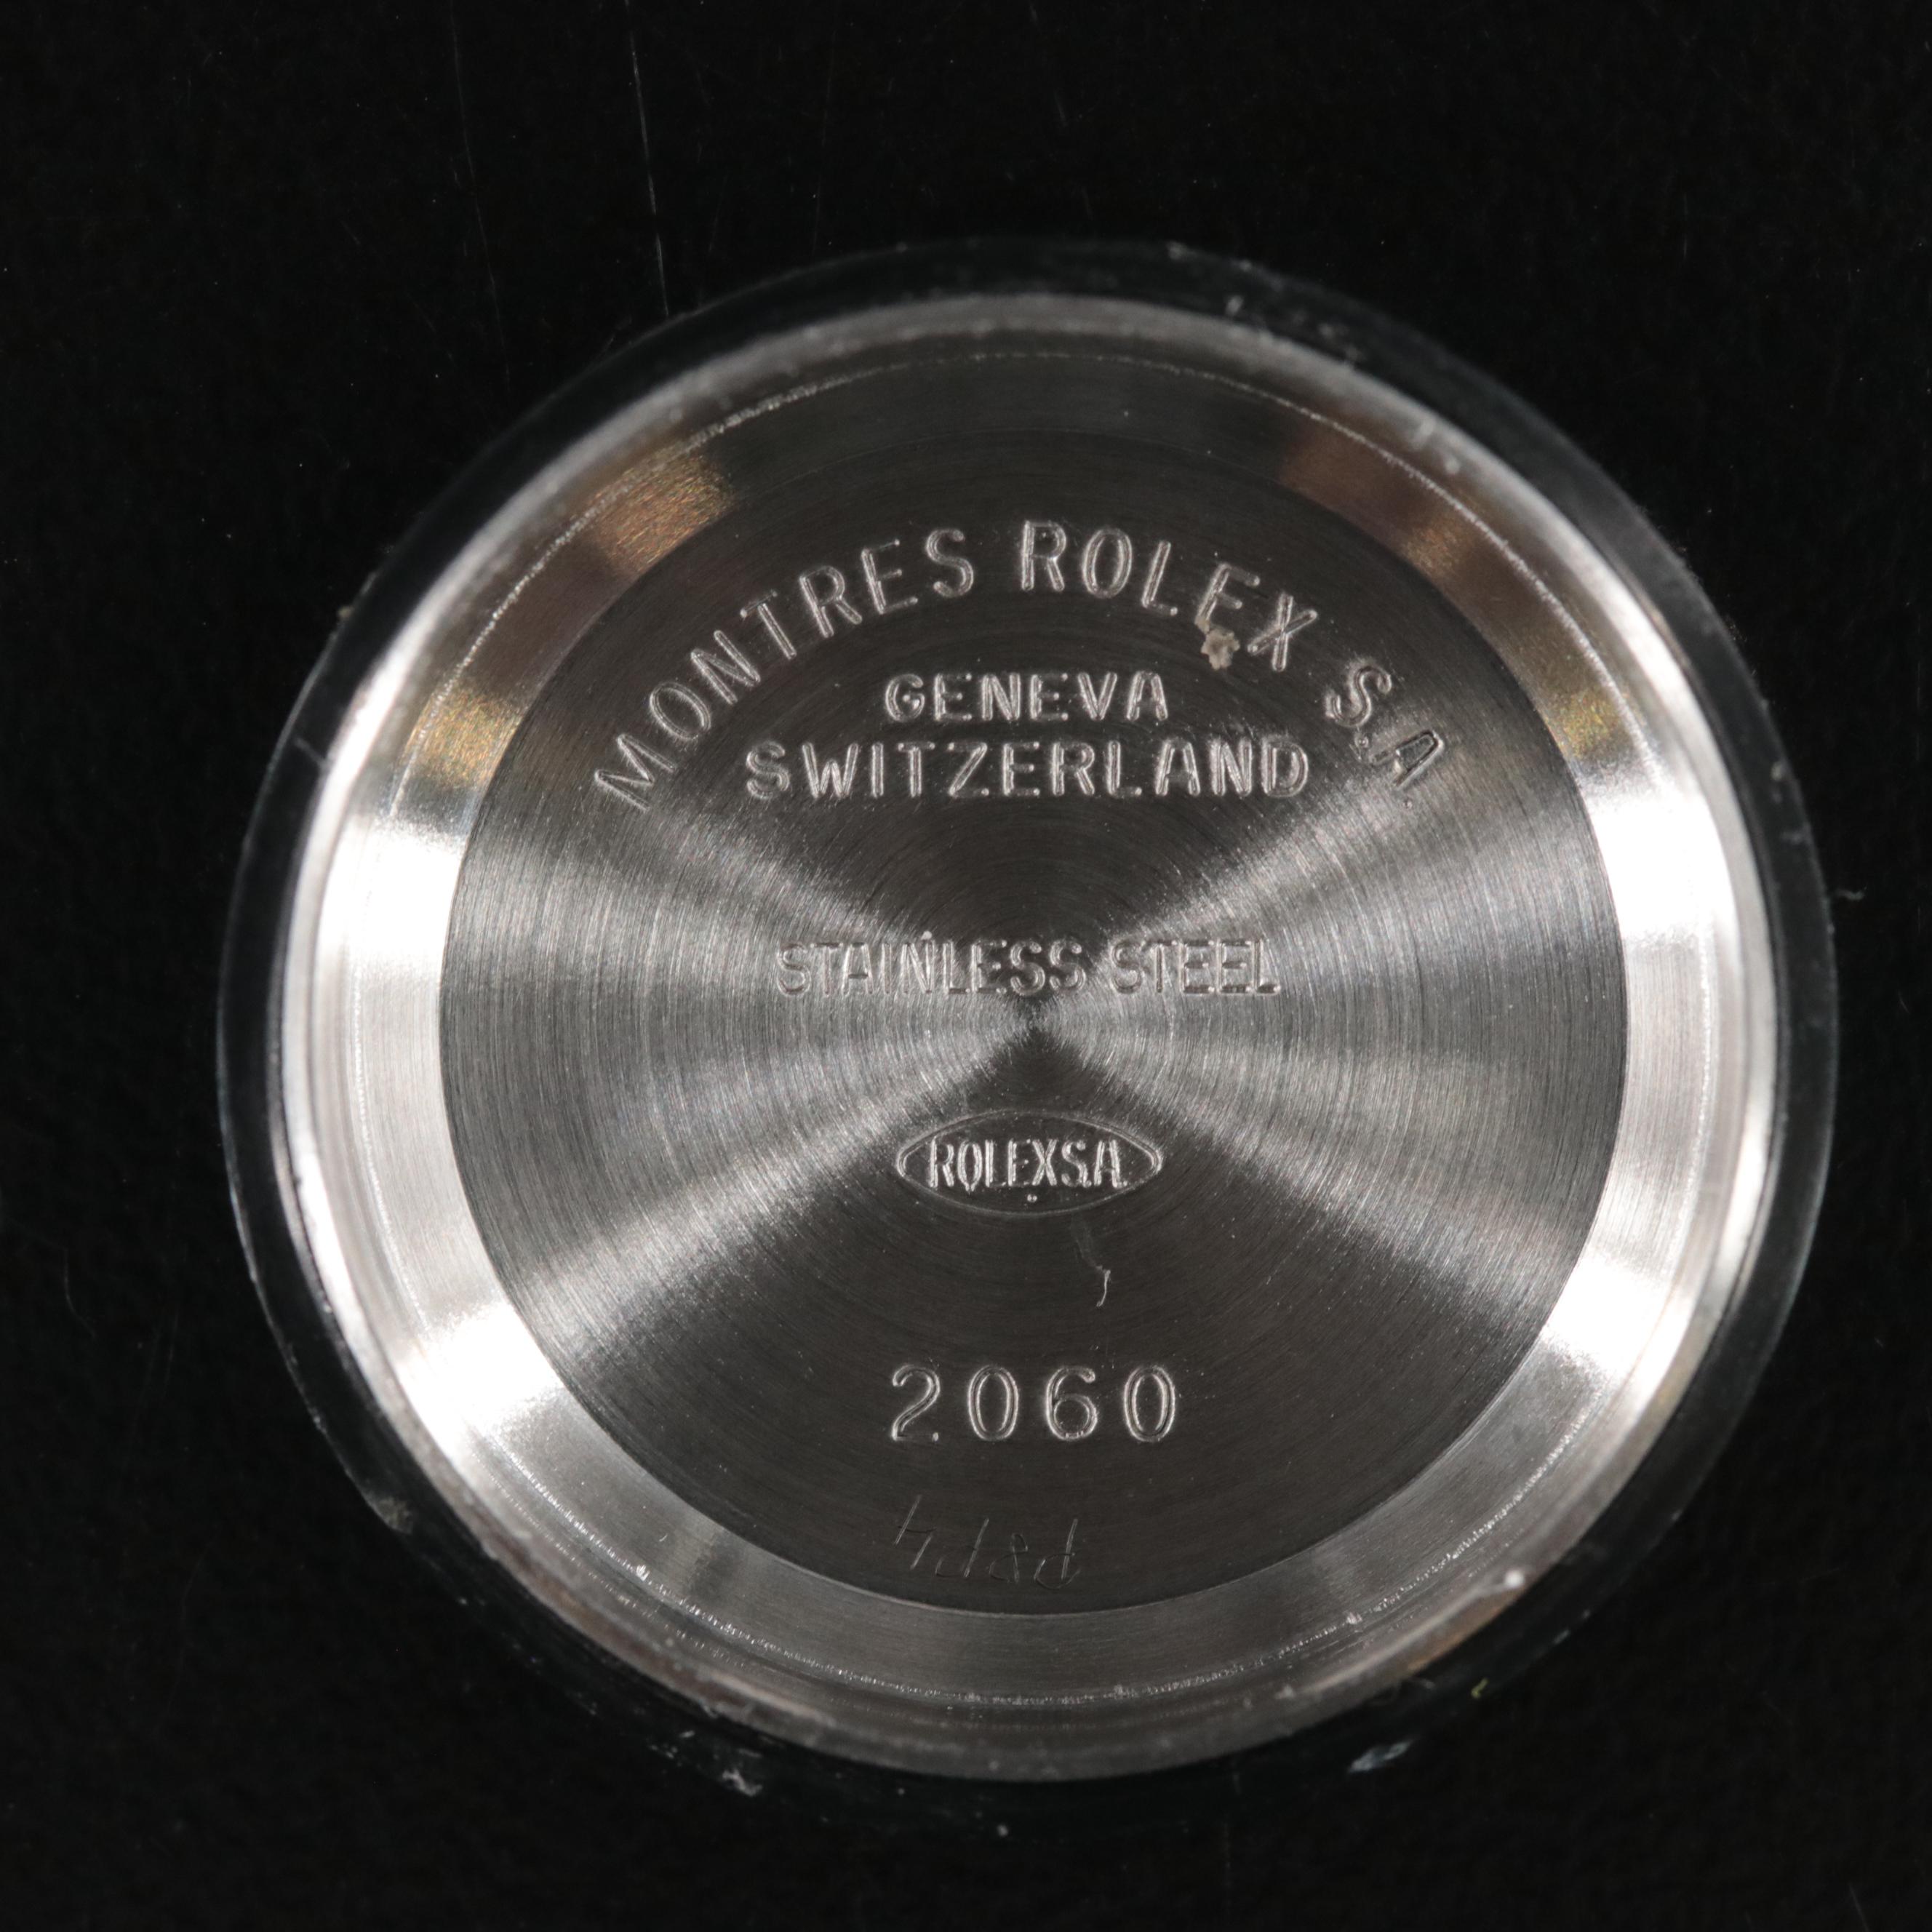 MONTRES ROLEX S.A.
GENEVA
SWITZERLAND
STAINLESS STEEL
ROLEX S.A.
2060